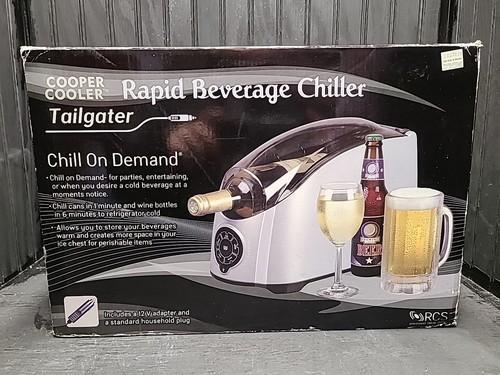 COOPER
COOLER™
Rapid Beverage Chiller
Tailgater
Chill On Demand®
• Chill on Demand- for parties, entertaining,
or when you desire a cold beverage at a
moments notice.
• Chill cans in 1 minute and wine bottles
in 6 minutes to refrigerator cold
• Allows you to store your beverages
warm and creates more space in your
ice chest for perishable items
Includes a 12V adapter and
a standard household plug
BEER
RCS